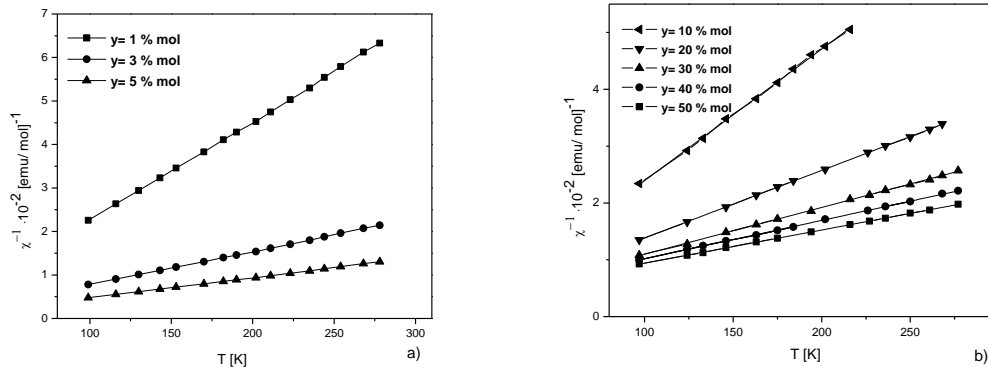 7
6
5
4
3
2
1
0
100
150
200
250
300
χ⁻¹ ·10⁻² [emu/ mol]⁻¹
T [K]
y= 1 % mol
y= 3 % mol
y= 5 % mol
a)
4
2
0
100
150
200
250
χ⁻¹ ·10⁻² [emu/ mol]⁻¹
T [K]
y= 10 % mol
y= 20 % mol
y= 30 % mol
y= 40 % mol
y= 50 % mol
b)